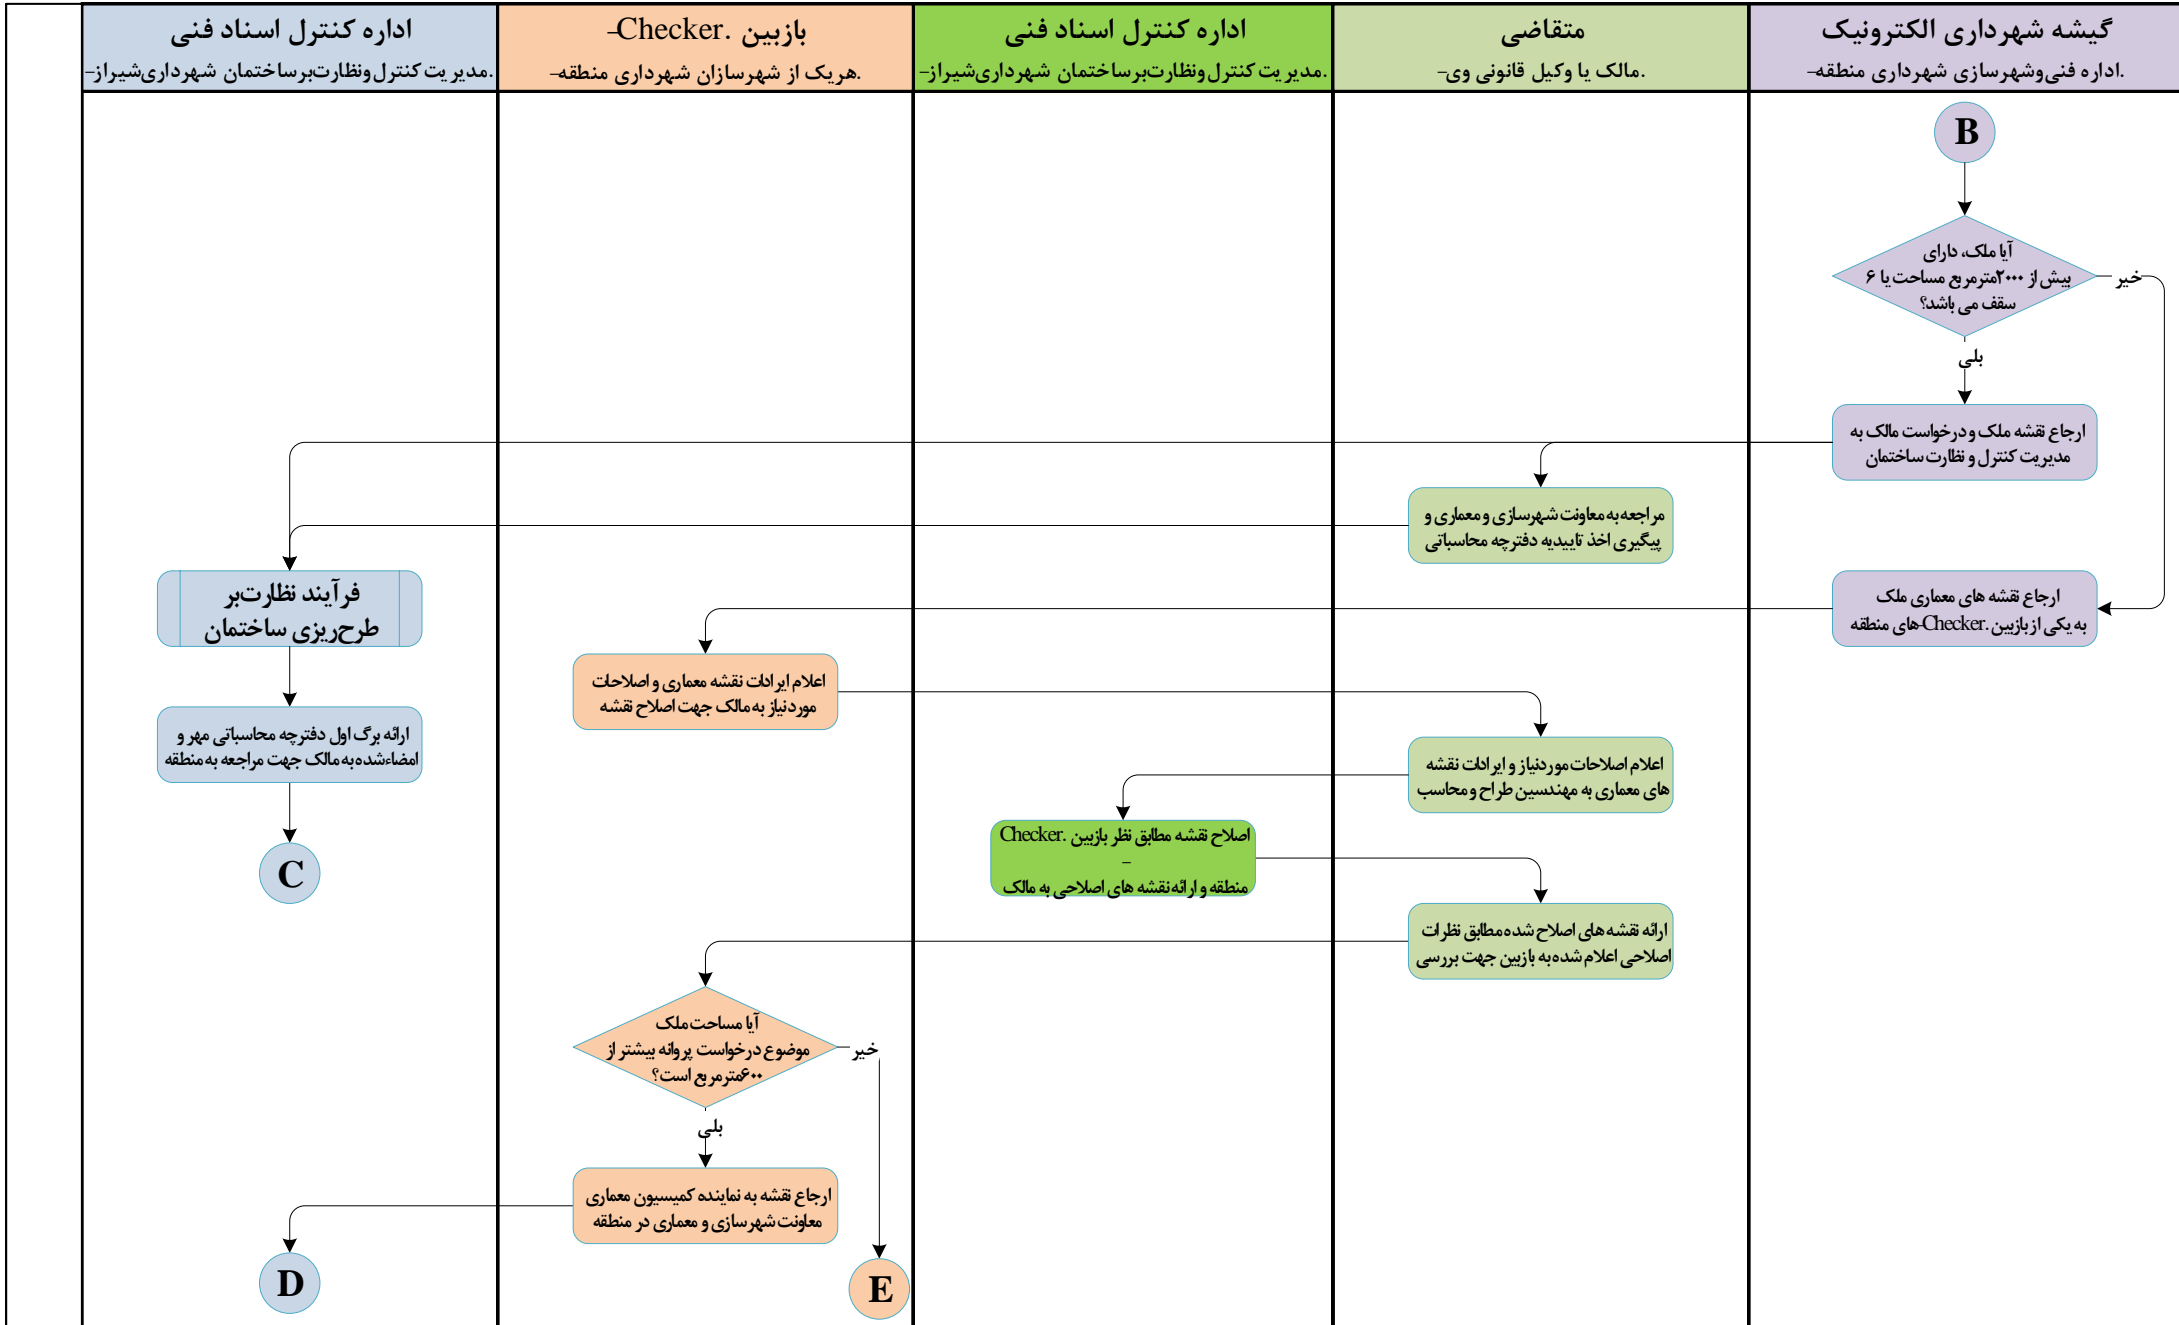 گیشه شهرداری الکترونیک
.اداره فنی‌وشهرسازی شهرداری منطقه–
متقاضی
.مالک یا وکیل قانونی وی–
اداره کنترل اسناد فنی
.مدیریت کنترل‌ونظارت‌برساختمان شهرداری‌شیراز–
بازبین .Checker–
.هریک از شهرسازان شهرداری منطقه–
اداره کنترل اسناد فنی
.مدیریت کنترل‌ونظارت‌برساختمان شهرداری‌شیراز–
B
آیا ملک، دارای
بیش از ۲۰۰۰مترمربع مساحت یا ۶
سقف می باشد؟
خیر
بلی
ارجاع نقشه ملک و درخواست مالک به
مدیریت کنترل و نظارت ساختمان
مراجعه به معاونت شهرسازی و معماری و
پیگیری اخذ تاییدیه دفترچه محاسباتی
فرآیند نظارت‌بر
طرح‌ریزی ساختمان
ارجاع نقشه های معماری ملک
به یکی از بازبین .Checker–های منطقه
اعلام ایرادات نقشه معماری و اصلاحات
موردنیاز به مالک جهت اصلاح نقشه
ارائه برگ اول دفترچه محاسباتی مهر و
امضاءشده به مالک جهت مراجعه به منطقه
اعلام اصلاحات موردنیاز و ایرادات نقشه
های معماری به مهندسین طراح و محاسب
C
اصلاح نقشه مطابق نظر بازبین .Checker
–
منطقه و ارائه نقشه های اصلاحی به مالک
ارائه نقشه های اصلاح شده مطابق نظرات
اصلاحی اعلام شده به بازبین جهت بررسی
آیا مساحت ملک
موضوع درخواست پروانه بیشتر از
۶۰۰مترمربع است؟
خیر
بلی
ارجاع نقشه به نماینده کمیسیون معماری
معاونت شهرسازی و معماری در منطقه
D
E